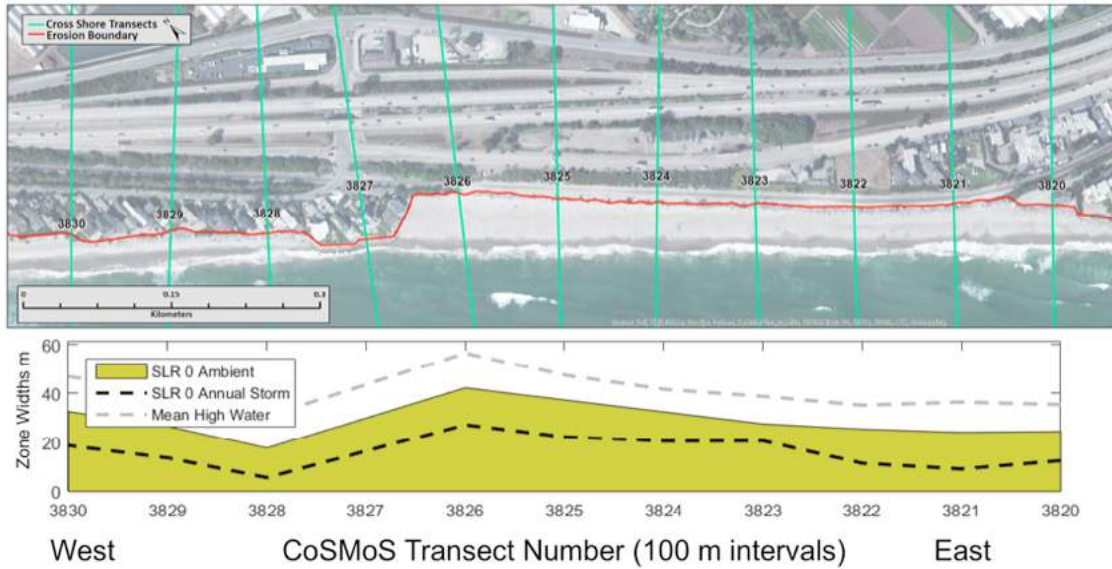 Cross Shore Transects
Erosion Boundary
N
3830
3829
3828
3827
3826
3825
3824
3823
3822
3821
3820
0 0.15 0.3
Kilometers
60
40
20
0
Zone Widths m
SLR 0 Ambient
SLR 0 Annual Storm
Mean High Water
3830 3829 3828 3827 3826 3825 3824 3823 3822 3821 3820
West CoSMoS Transect Number (100 m intervals) East